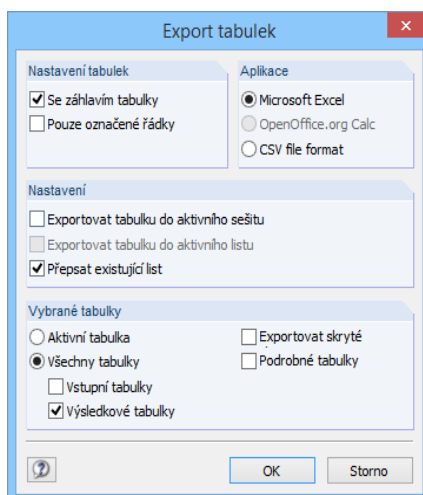 Export tabulek
Nastavení tabulek
Se záhlavím tabulky
Pouze označené řádky
Aplikace
Microsoft Excel
OpenOffice.org Calc
CSV file format
Nastavení
Exportovat tabulku do aktivního sešitu
Exportovat tabulku do aktivního listu
Přepsat existující list
Vybrané tabulky
Aktivní tabulka
Všechny tabulky
Vstupní tabulky
Výsledkové tabulky
Exportovat skryté
Podrobné tabulky
OK
Storno